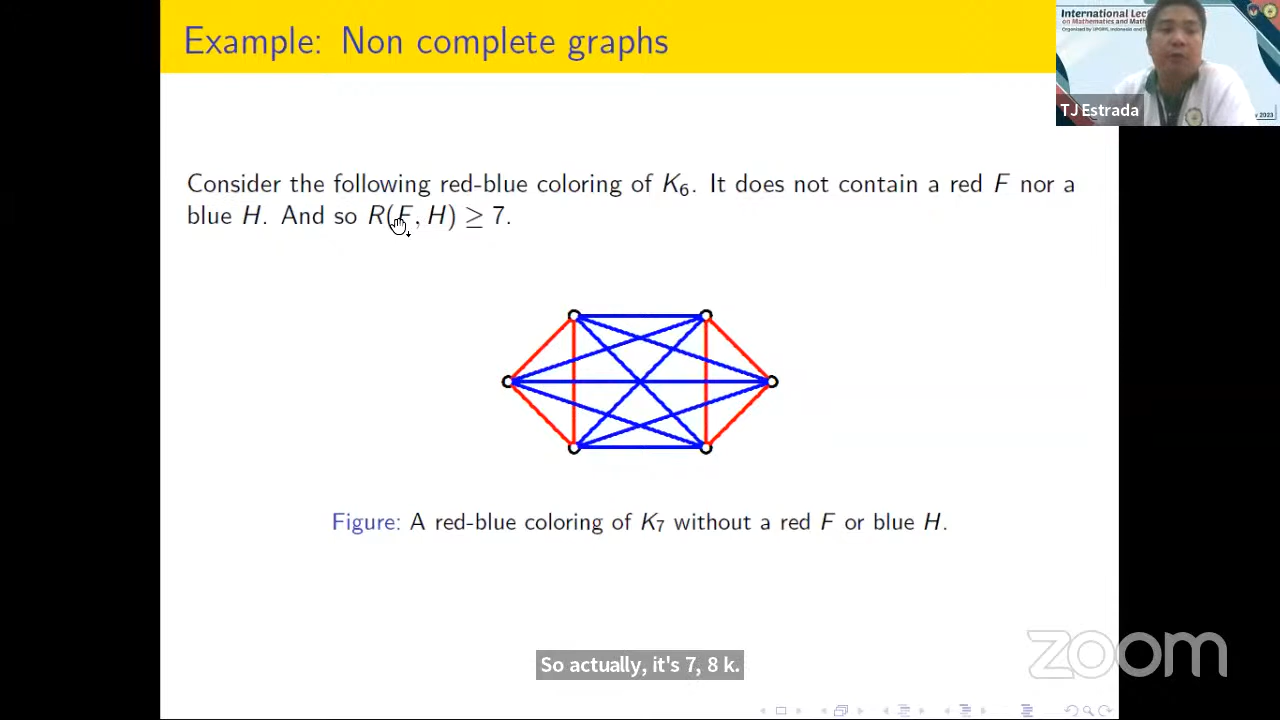 Example: Non complete graphs
International Lec
on Mathematics and Math
TJ Estrada
2023
Consider the following red-blue coloring of K₆. It does not contain a red F nor a
blue H. And so R(F, H) ≥ 7.
Figure: A red-blue coloring of K₇ without a red F or blue H.
So actually, it's 7, 8 k.
zoom